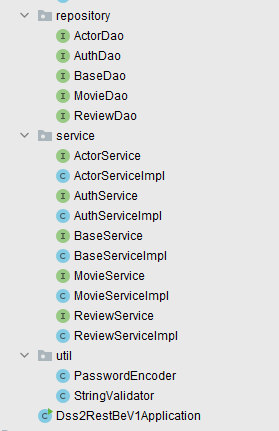 repository
ActorDao
AuthDao
BaseDao
MovieDao
ReviewDao
service
ActorService
ActorServiceImpl
AuthService
AuthServiceImpl
BaseService
BaseServiceImpl
MovieService
MovieServiceImpl
ReviewService
ReviewServiceImpl
util
PasswordEncoder
StringValidator
Dss2RestBeV1Application